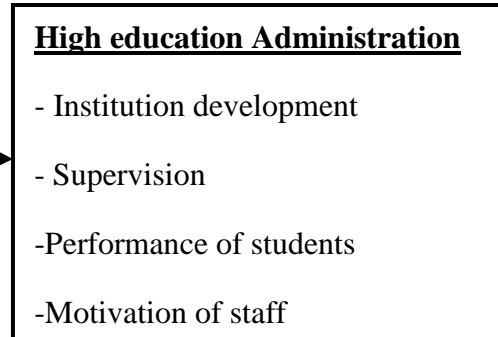 High education Administration
- Institution development
- Supervision
-Performance of students
-Motivation of staff